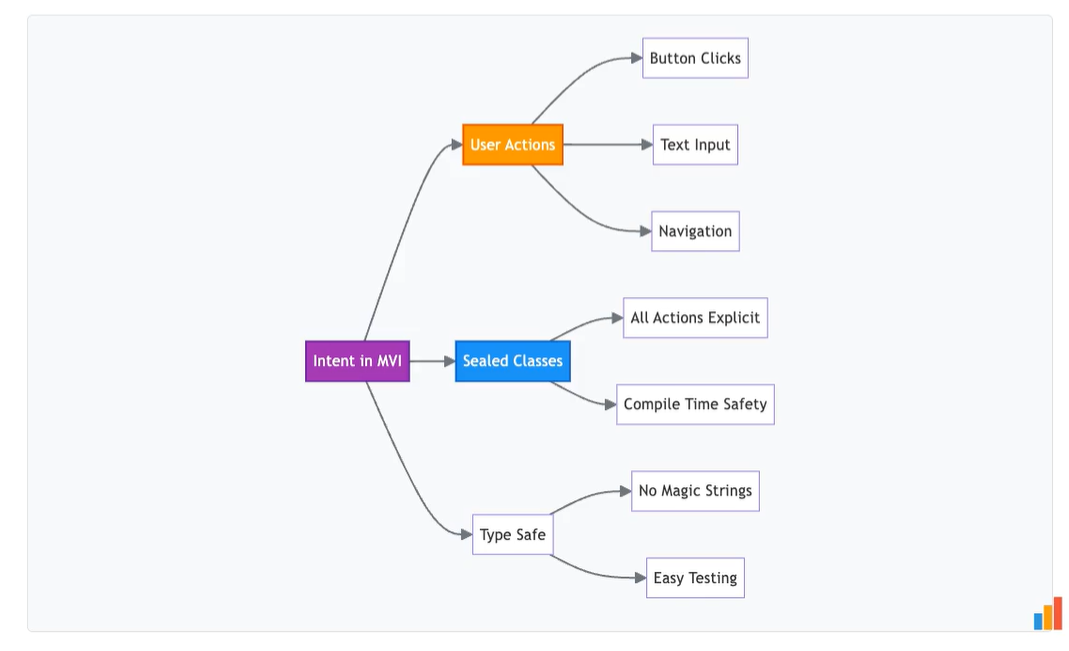 Button Clicks
User Actions
Text Input
Navigation
All Actions Explicit
Intent in MVI
Sealed Classes
Compile Time Safety
No Magic Strings
Type Safe
Easy Testing